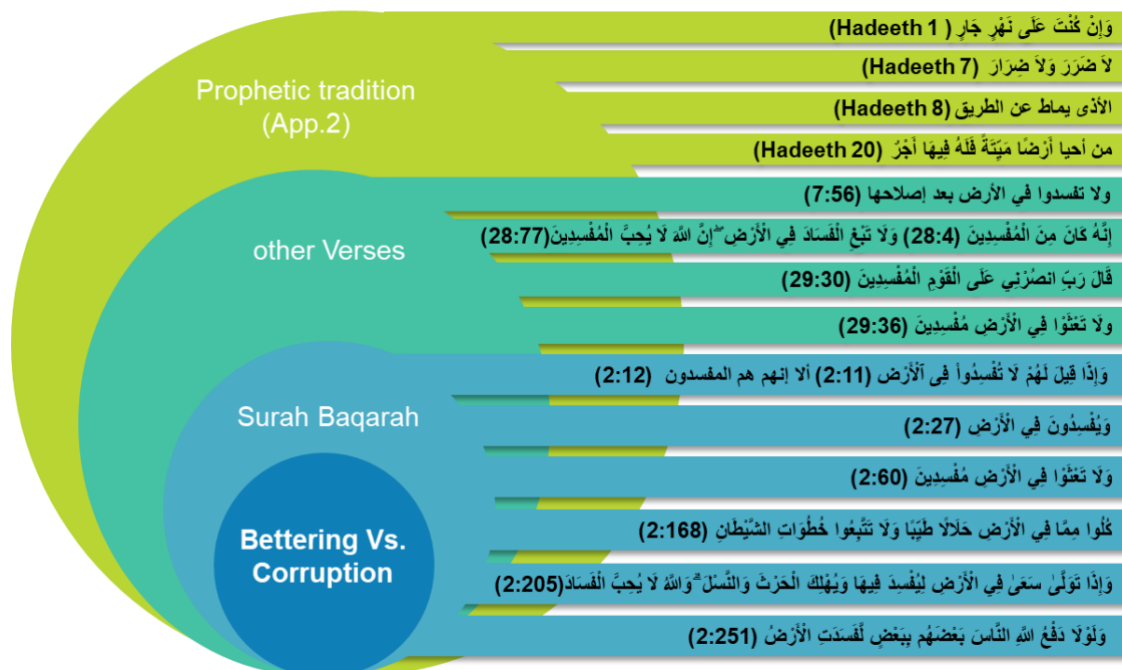 Prophetic tradition
(App.2)
وَإِنْ كُنْتَ عَلَى نَهْرٍ جَارٍ (Hadeeth 1)
لاَ ضَرَرَ وَلاَ ضِرَارَ (Hadeeth 7)
الأذى يماط عن الطريق (Hadeeth 8)
من أحيا أرْضًا مَيِّتَةً فَلَهُ فِيهَا أجْرٌ (Hadeeth 20)
other Verses
ولا تفسدوا في الأرض بعد إصلاحها (7:56)
إِنَّهُ كَانَ مِنَ الْمُفْسِدِينَ (28:4) وَلَا تَبْغِ الْفَسَادَ فِي الْأَرْضِ ۖ إِنَّ اللَّهَ لَا يُحِبُّ الْمُفْسِدِينَ(28:77)
قَالَ رَبِّ انصُرْنِي عَلَى الْقَوْمِ الْمُفْسِدِينَ (29:30)
ولَا تَعْثَوْا فِي الْأَرْضِ مُفْسِدِينَ (29:36)
Surah Baqarah
وَإِذَا قِيلَ لَهُمْ لَا تُفْسِدُواْ فِى ٱلْأَرْضِ (2:11) ألا إنهم هم المفسدون (2:12)
وَيُفْسِدُونَ فِي الْأَرْضِ (2:27)
وَلَا تَعْثَوْا فِي الْأَرْضِ مُفْسِدِينَ (2:60)
كُلُوا مِمَّا فِي الْأَرْضِ حَلَالًا طَيِّبًا وَلَا تَتَّبِعُوا خُطُوَاتِ الشَّيْطَانِ (2:168)
وَإِذَا تَوَلَّىٰ سَعَىٰ فِي الْأَرْضِ لِيُفْسِدَ فِيهَا وَيُهْلِكَ الْحَرْثَ وَالنَّسْلَ ۗ وَاللَّهُ لَا يُحِبُّ الْفَسَادَ(2:205)
وَلَوْلَا دَفْعُ اللَّهِ النَّاسَ بَعْضَهُم بِبَعْضٍ لَّفَسَدَتِ الْأَرْضُ (2:251)
Bettering Vs.
Corruption